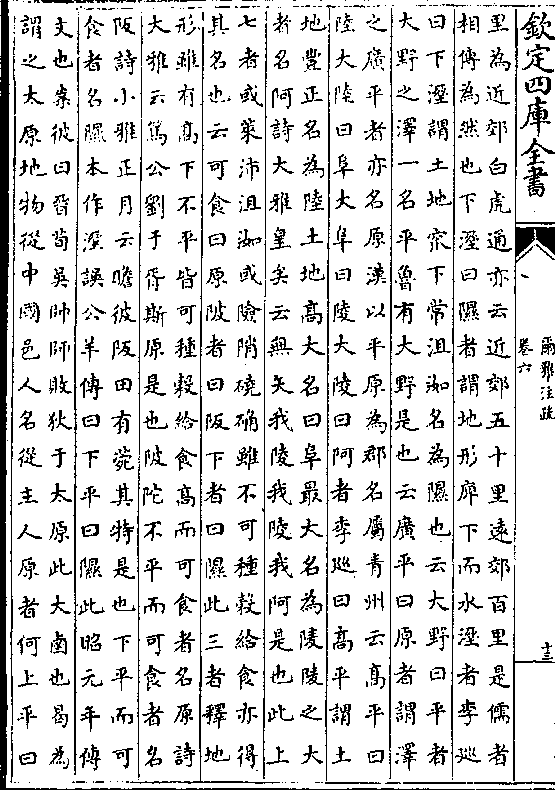 欽定四庫全書
爾雅注疏
卷六
十三
里為近郊白虎通亦云近郊五十里遠郊百里是儒者
相傳為然也下溼曰隰者謂地形庳下而水溼者李廵
曰下溼謂土地窊下常沮洳名為隰也云大野曰平者
大野之澤一名平魯有大野是也云廣平曰原者謂澤
之廣平者亦名原漢以平原為郡名屬青州云高平曰
陸大陸曰阜大阜曰陵大陵曰阿者李廵曰高平謂土
地豐正名為陸土地高大名曰阜最大名為陵陵之大
者名阿詩大雅皇矣云無矢我陵我陵我阿是也此上
七者或萊沛沮洳或險陗磽确雖不可種穀給食亦得
其名也云可食曰原陂者曰阪下者曰隰此三者釋地
形雖有高下不平皆可種穀給食高而可食者名原詩
大雅云篤公劉于胥斯原是也陂陀不平而可食者名
阪詩小雅正月云瞻彼阪田有菀其特是也下平而可
食者名隰本作溼誤公羊傳曰下平曰隰此昭元年傳
文也案彼曰晉荀吳帥師敗狄于太原此大鹵也曷為
謂之太原地物從中國邑人名從主人原者何上平曰